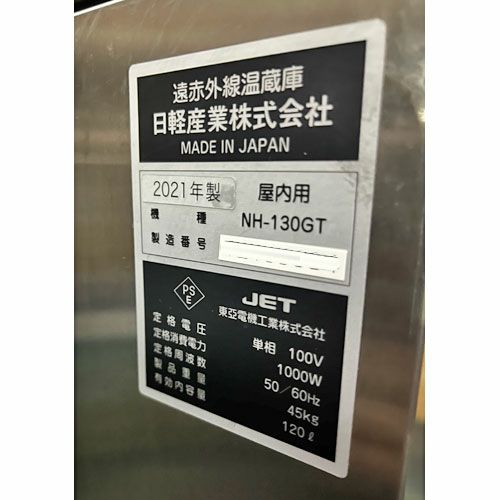 遠赤外線温蔵庫
日軽産業株式会社
MADE IN JAPAN
2021年製 屋内用
機種 NH-130GT
製造番号
PS E JET
東亞電機工業株式会社
定格電圧 単相 100V
定格消費電力 1000W
定格周波数 50/60Hz
製品重量 45kg
有効内容量 120ℓ